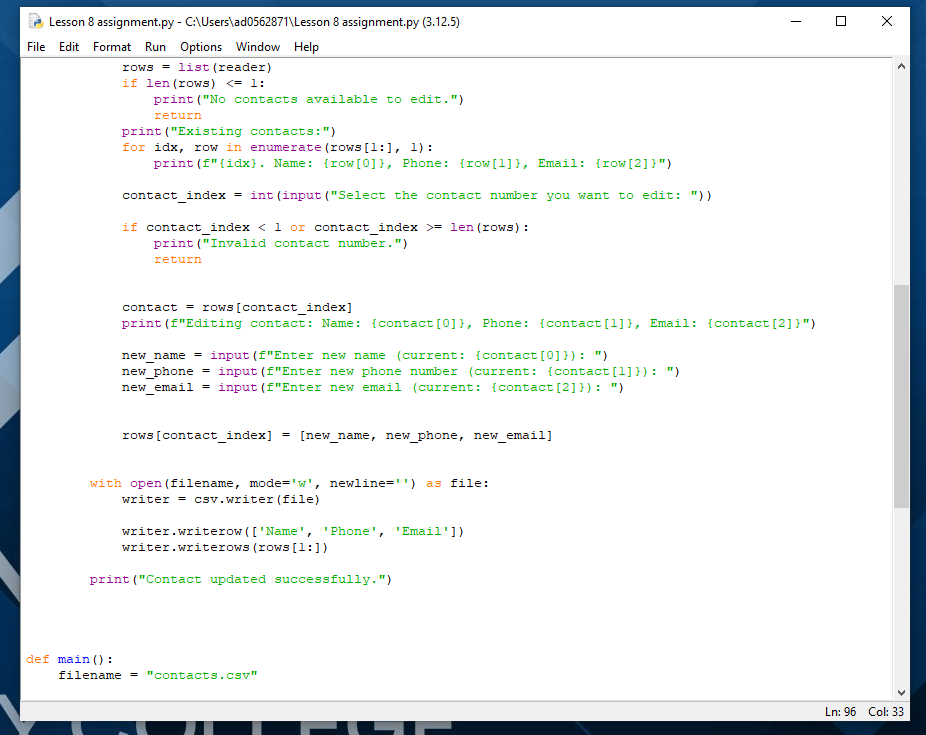 Lesson 8 assignment.py - C:\Users\ad0562871\Lesson 8 assignment.py (3.12.5)
File Edit Format Run Options Window Help
            rows = list(reader)
            if len(rows) <= 1:
                print("No contacts available to edit.")
                return
            print("Existing contacts:")
            for idx, row in enumerate(rows[1:], 1):
                print(f"{idx}. Name: {row[0]}, Phone: {row[1]}, Email: {row[2]}")
            contact_index = int(input("Select the contact number you want to edit: "))
            if contact_index < 1 or contact_index >= len(rows):
                print("Invalid contact number.")
                return
            contact = rows[contact_index]
            print(f"Editing contact: Name: {contact[0]}, Phone: {contact[1]}, Email: {contact[2]}")
            new_name = input(f"Enter new name (current: {contact[0]}): ")
            new_phone = input(f"Enter new phone number (current: {contact[1]}): ")
            new_email = input(f"Enter new email (current: {contact[2]}): ")
            rows[contact_index] = [new_name, new_phone, new_email]
        with open(filename, mode='w', newline='') as file:
            writer = csv.writer(file)
            writer.writerow(['Name', 'Phone', 'Email'])
            writer.writerows(rows[1:])
        print("Contact updated successfully.")
def main():
    filename = "contacts.csv"
Ln: 96 Col: 33
Y COLLEGE